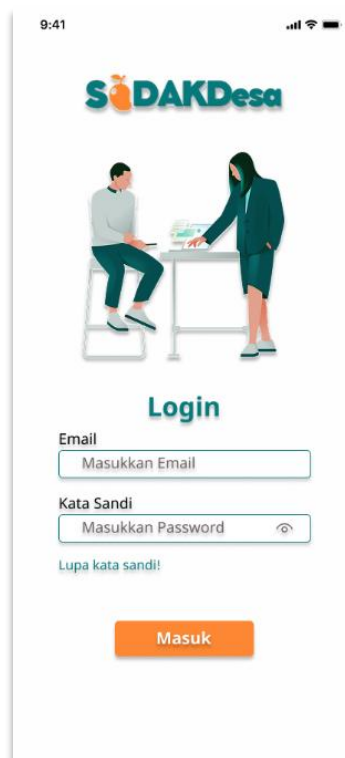 9:41
SODAKDesa
Login
Email
Masukkan Email
Kata Sandi
Masukkan Password
Lupa kata sandi!
Masuk